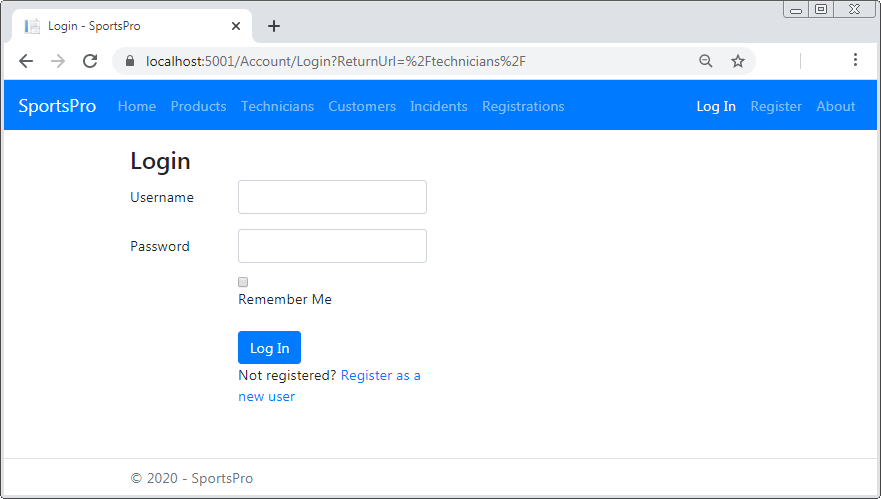 Login - SportsPro
localhost:5001/Account/Login?ReturnUrl=%2Ftechnicians%2F
SportsPro Home Products Technicians Customers Incidents Registrations Log In Register About
Login
Username
Password
Remember Me
Log In
Not registered? Register as a
new user
© 2020 - SportsPro